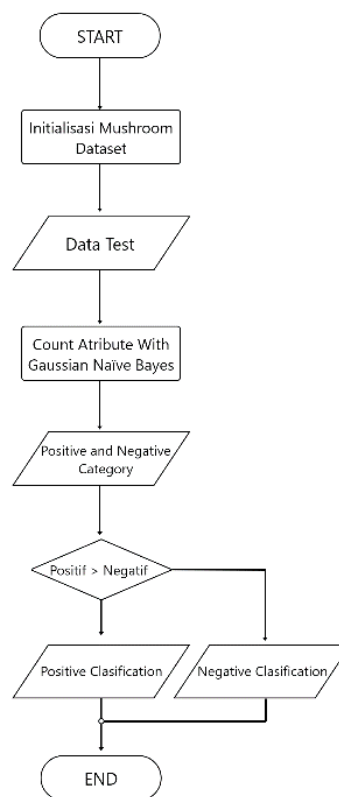 START
Initialisasi Mushroom
Dataset
Data Test
Count Atribute With
Gaussian Naïve Bayes
Positive and Negative
Category
Positif > Negatif
Positive Clasification
Negative Clasification
END